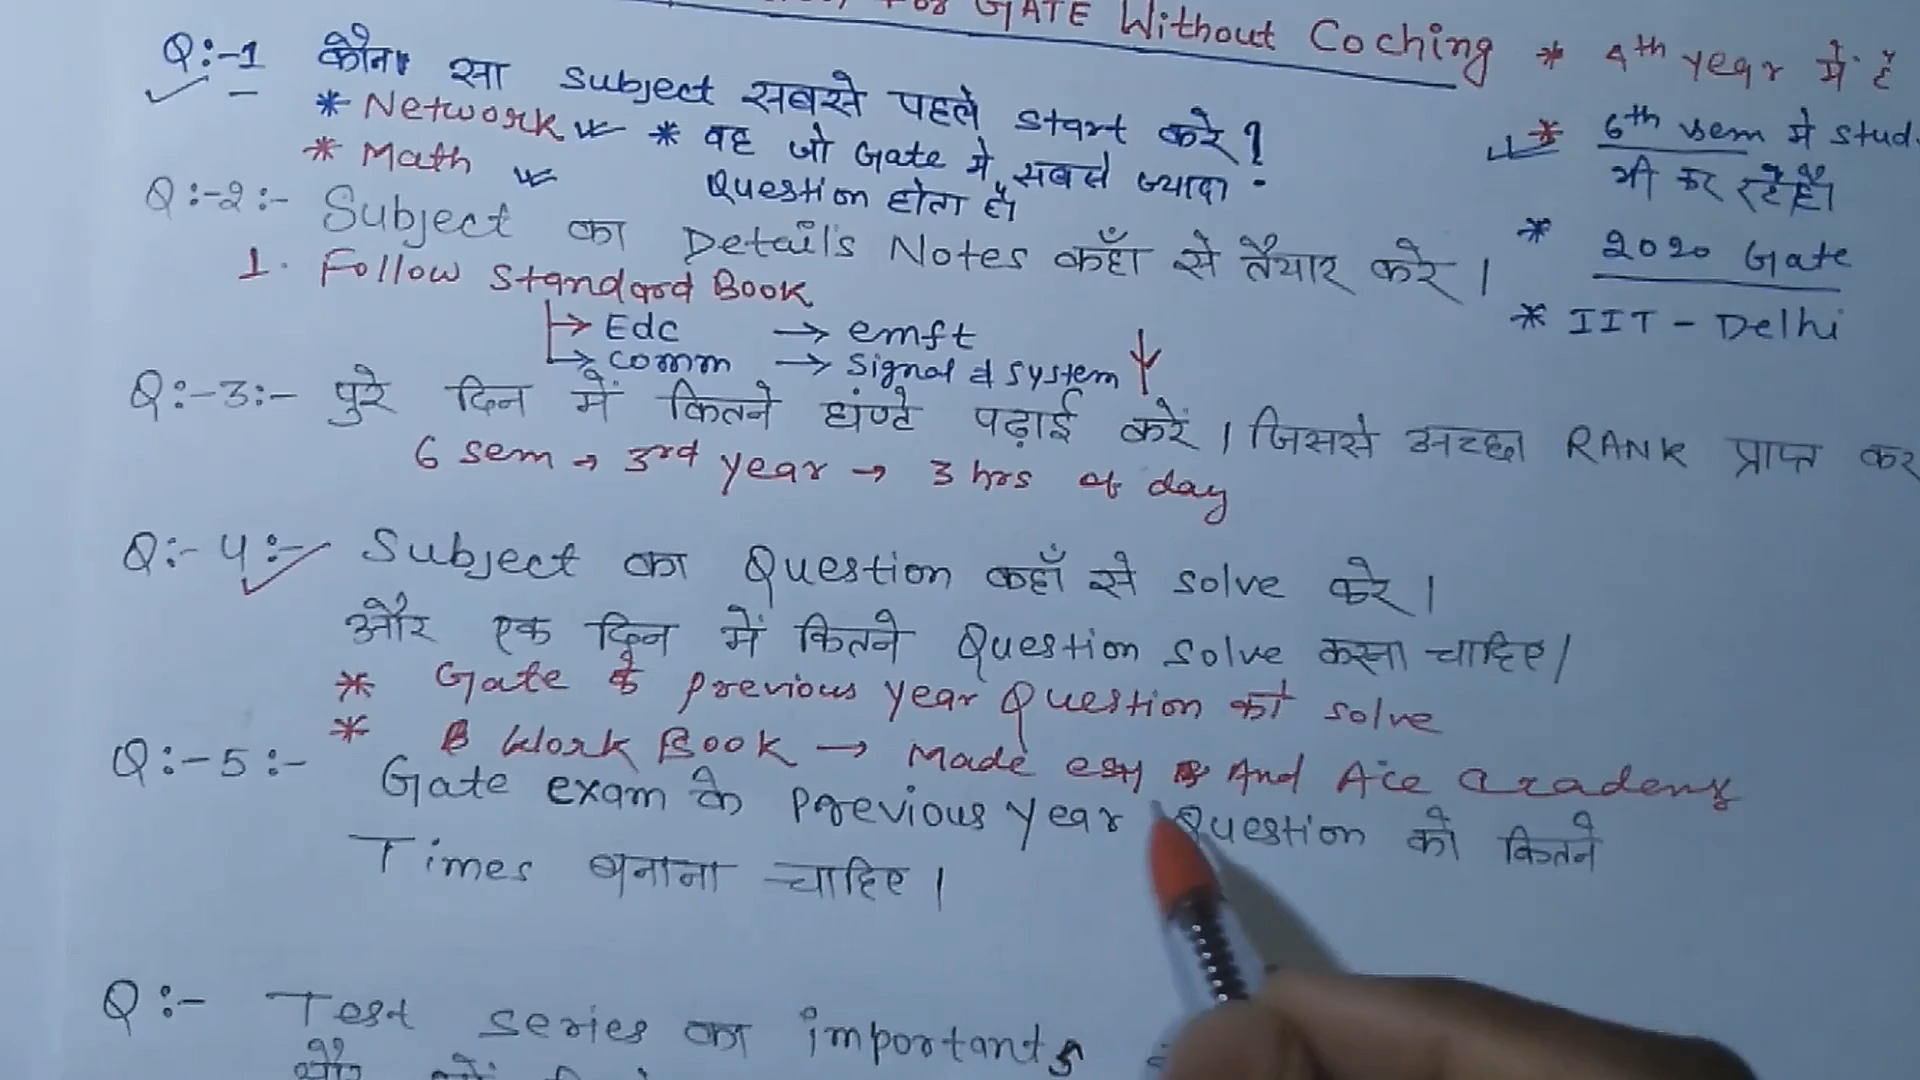 For GATE Without Coching
* 4th year में है
Q:-1 कौन सा subject सबसे पहले start करे ?
* Network * वह जो Gate मे सबसे ज्यादा
* Math Question होता है।
* 6th sem मे stud.
भी कर रहे है।
* 2020 Gate
* IIT - Delhi
Q:-2:- Subject का Detail's Notes कहाँ से तैयार करे ।
1. Follow Standard Book
→ Edc → emft
→ comm → Signal & system
Q:-3:- पुरे दिन में कितने घंण्टे पढ़ाई करें । जिससे अच्छा RANK प्राप्त कर
6 sem → 3rd year → 3 hrs of day
Q:-4:- Subject का Question कहाँ से solve करे ।
और एक दिन में कितने Question solve करना चाहिए।
* Gate के previous year Question को solve
* Work Book → Made esy And Ace
Q:-5:- Gate exam के Previous year Question को कितने
Times बनाना चाहिए ।
Q:- Test series का importants